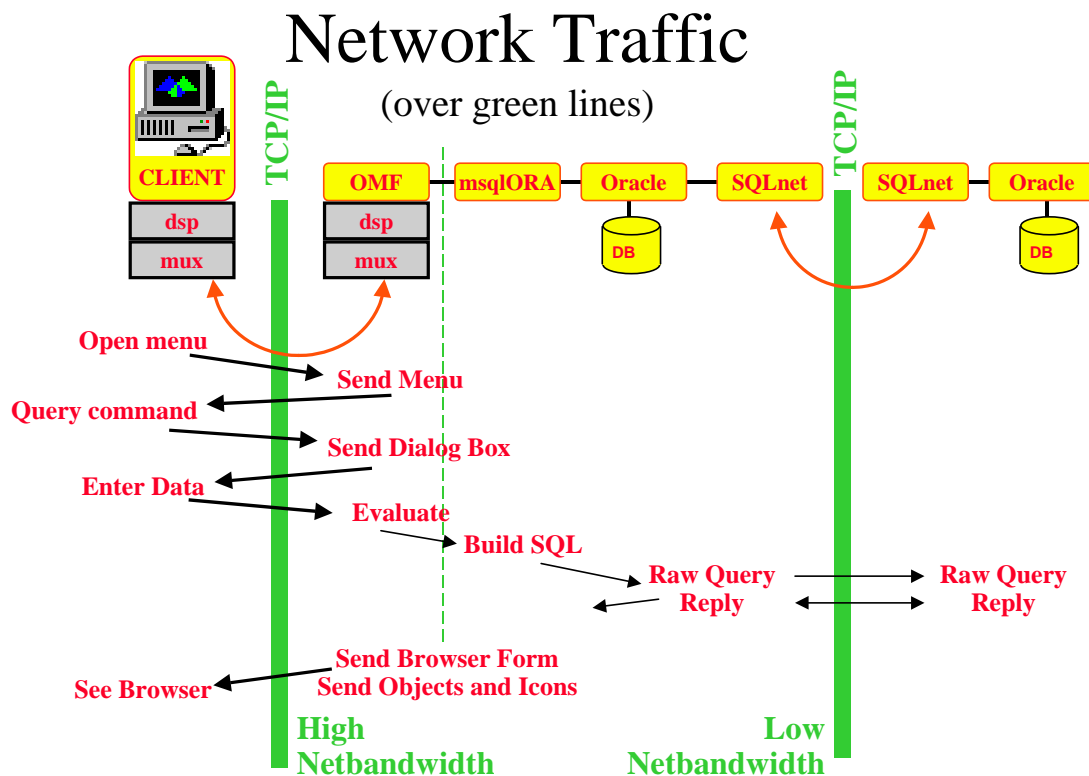 Network Traffic
(over green lines)
TCP/IP
TCP/IP
CLIENT
OMF
msqlORA
Oracle
SQLnet
SQLnet
Oracle
dsp
mux
dsp
mux
DB
DB
Open menu
Send Menu
Query command
Send Dialog Box
Enter Data
Evaluate
Build SQL
Raw Query
Reply
Raw Query
Reply
Send Browser Form
Send Objects and Icons
See Browser
High
Netbandwidth
Low
Netbandwidth